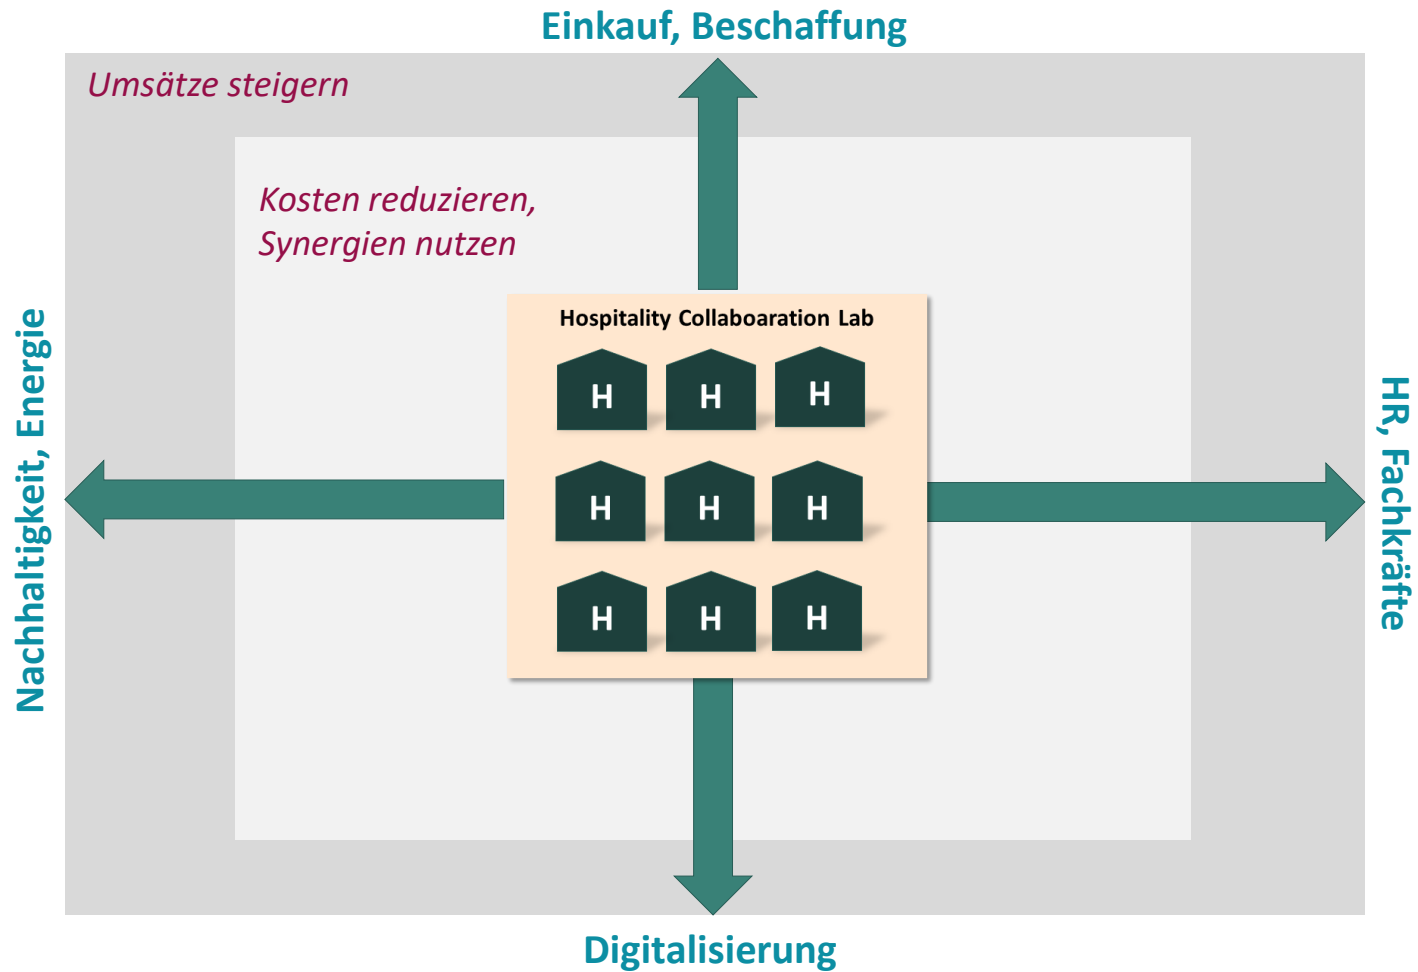 Einkauf, Beschaffung
Umsätze steigern
Kosten reduzieren,
Synergien nutzen
Hospitality Collaboaration Lab
H H H
H H H
H H H
Nachhaltigkeit, Energie
HR, Fachkräfte
Digitalisierung